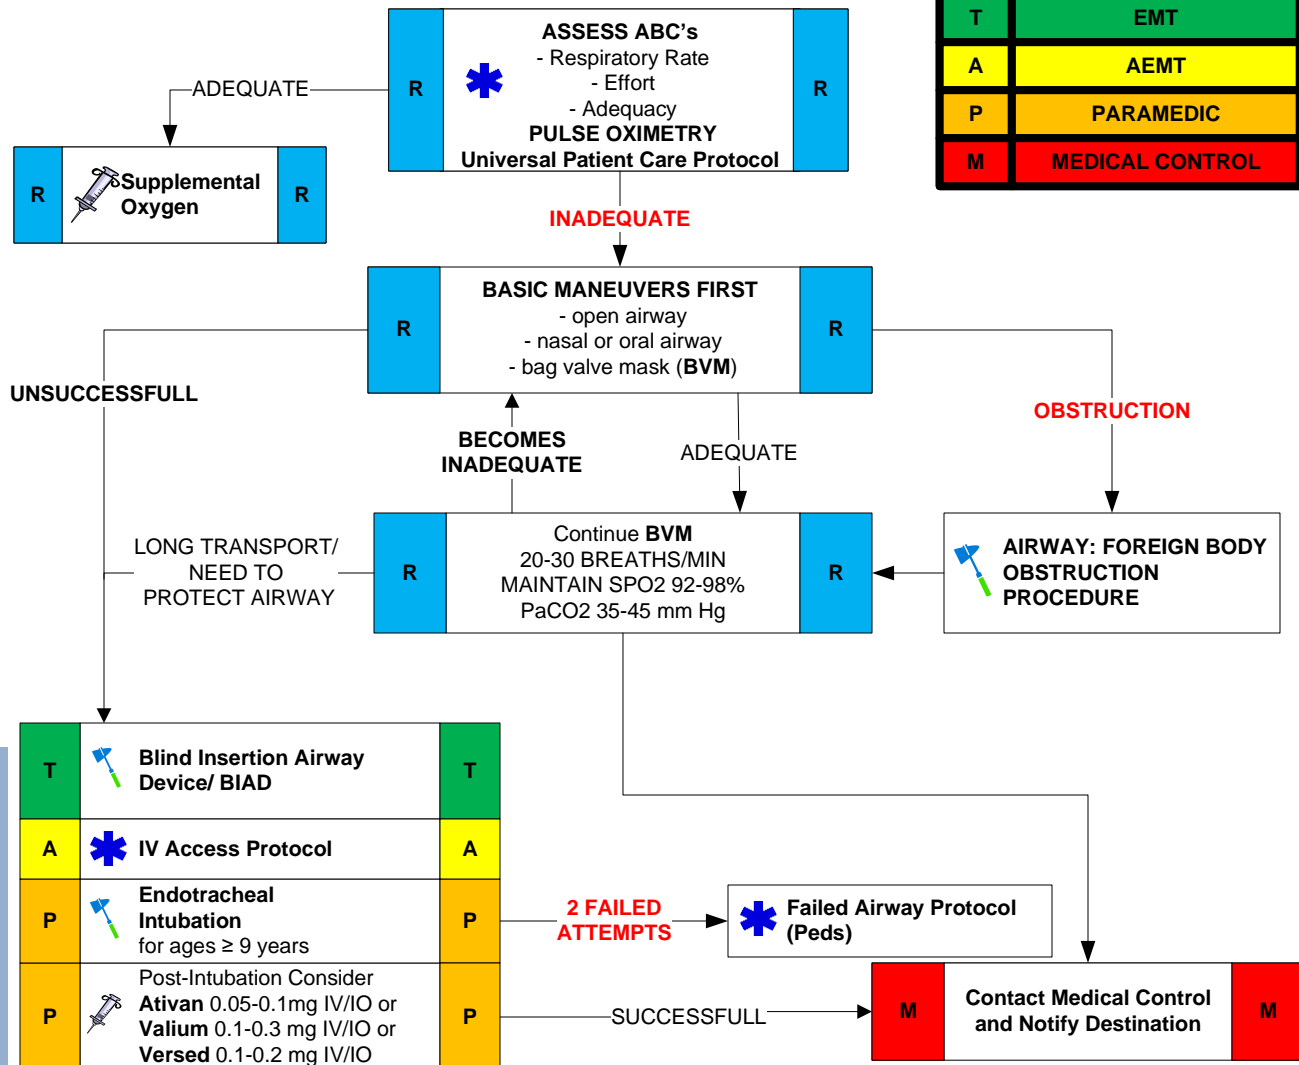 T EMT
A AEMT
P PARAMEDIC
M MEDICAL CONTROL
R
ASSESS ABC's
- Respiratory Rate
- Effort
- Adequacy
PULSE OXIMETRY
Universal Patient Care Protocol
R
ADEQUATE
R
Supplemental
Oxygen
R
INADEQUATE
R
BASIC MANEUVERS FIRST
- open airway
- nasal or oral airway
- bag valve mask (BVM)
R
UNSUCCESSFULL
OBSTRUCTION
BECOMES
INADEQUATE
ADEQUATE
LONG TRANSPORT/
NEED TO
PROTECT AIRWAY
R
Continue BVM
20-30 BREATHS/MIN
MAINTAIN SPO2 92-98%
PaCO2 35-45 mm Hg
R
AIRWAY: FOREIGN BODY
OBSTRUCTION
PROCEDURE
T
Blind Insertion Airway
Device/ BIAD
T
A
IV Access Protocol
A
P
Endotracheal
Intubation
for ages ≥ 9 years
P
2 FAILED
ATTEMPTS
Failed Airway Protocol
(Peds)
P
Post-Intubation Consider
Ativan 0.05-0.1mg IV/IO or
Valium 0.1-0.3 mg IV/IO or
Versed 0.1-0.2 mg IV/IO
P
SUCCESSFULL
M
Contact Medical Control
and Notify Destination
M